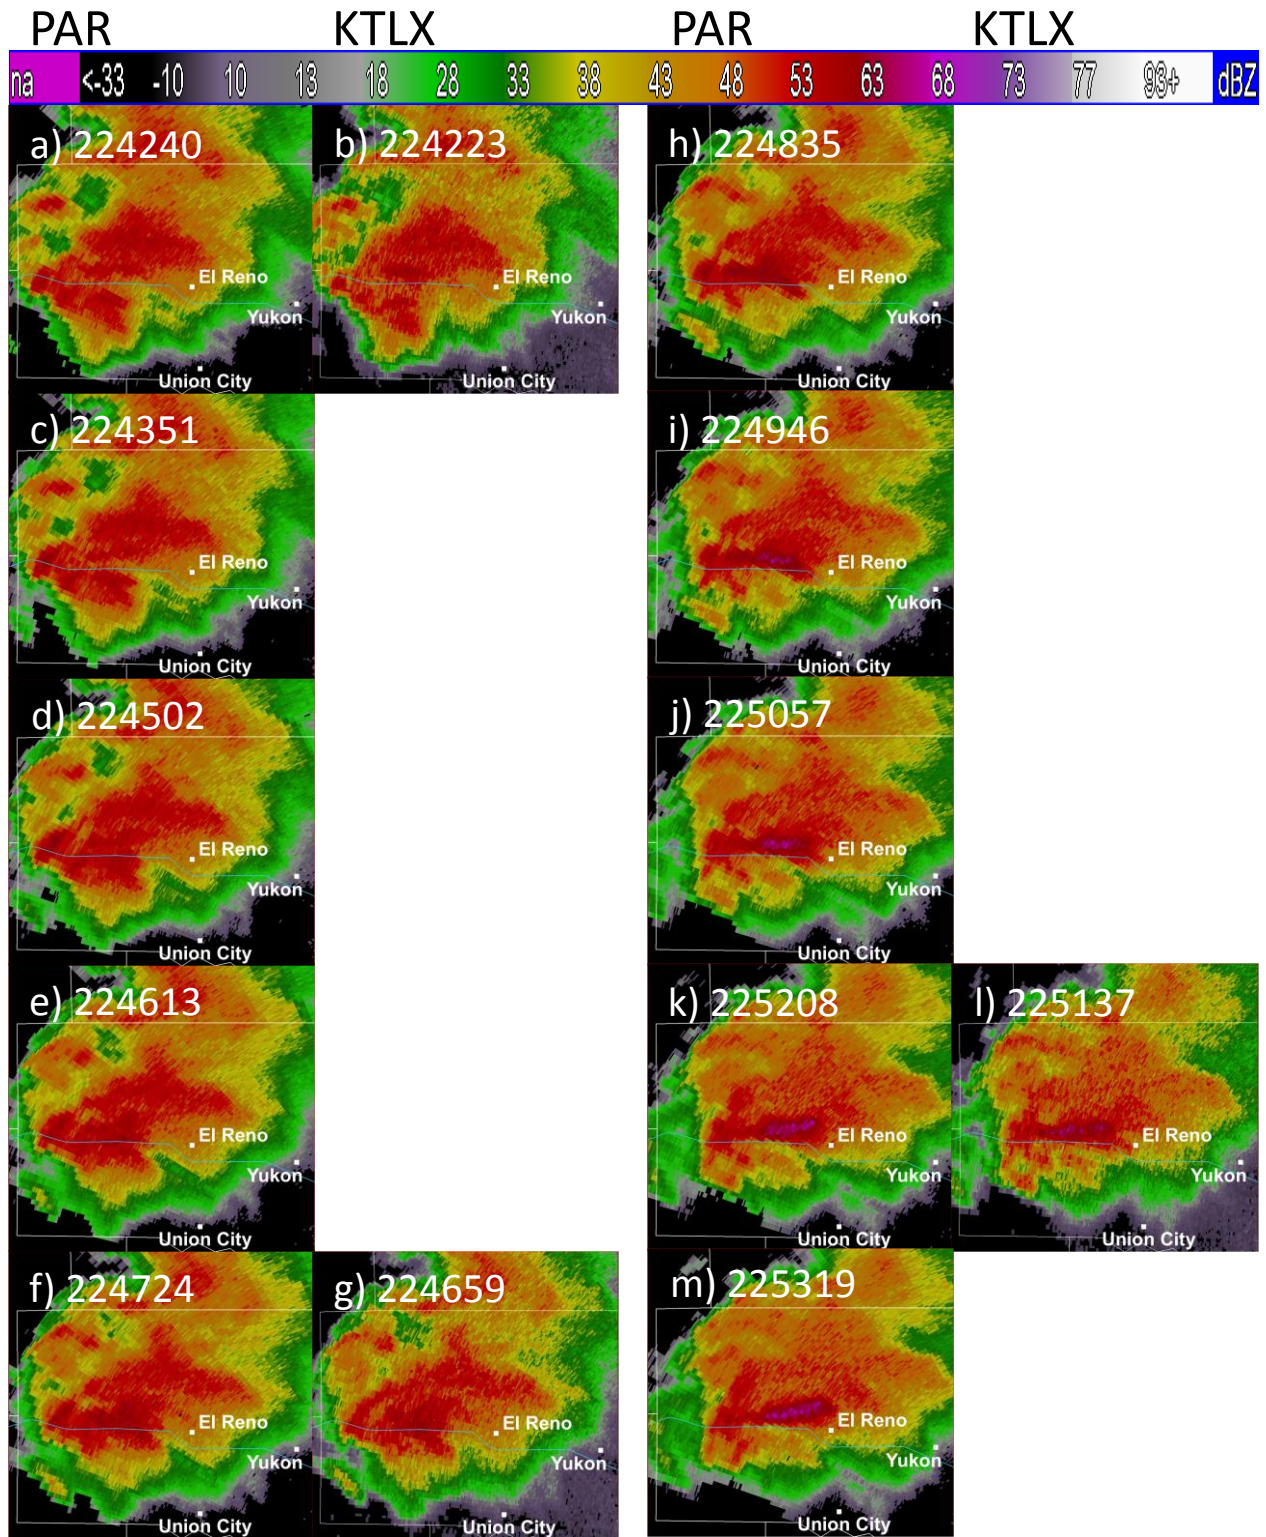 PAR KTLX PAR KTLX
na <-33 -10 10 13 18 28 33 38 43 48 53 63 68 73 77 93+ dBZ
a) 224240 b) 224223 h) 224835
El Reno El Reno El Reno
Yukon Yukon Yukon
Union City Union City Union City
c) 224351 i) 224946
El Reno El Reno
Yukon Yukon
Union City Union City
d) 224502 j) 225057
El Reno El Reno
Yukon Yukon
Union City Union City
e) 224613 k) 225208 l) 225137
El Reno El Reno El Reno
Yukon Yukon Yukon
Union City Union City Union City
f) 224724 g) 224659 m) 225319
El Reno El Reno El Reno
Yukon Yukon Yukon
Union City Union City Union City